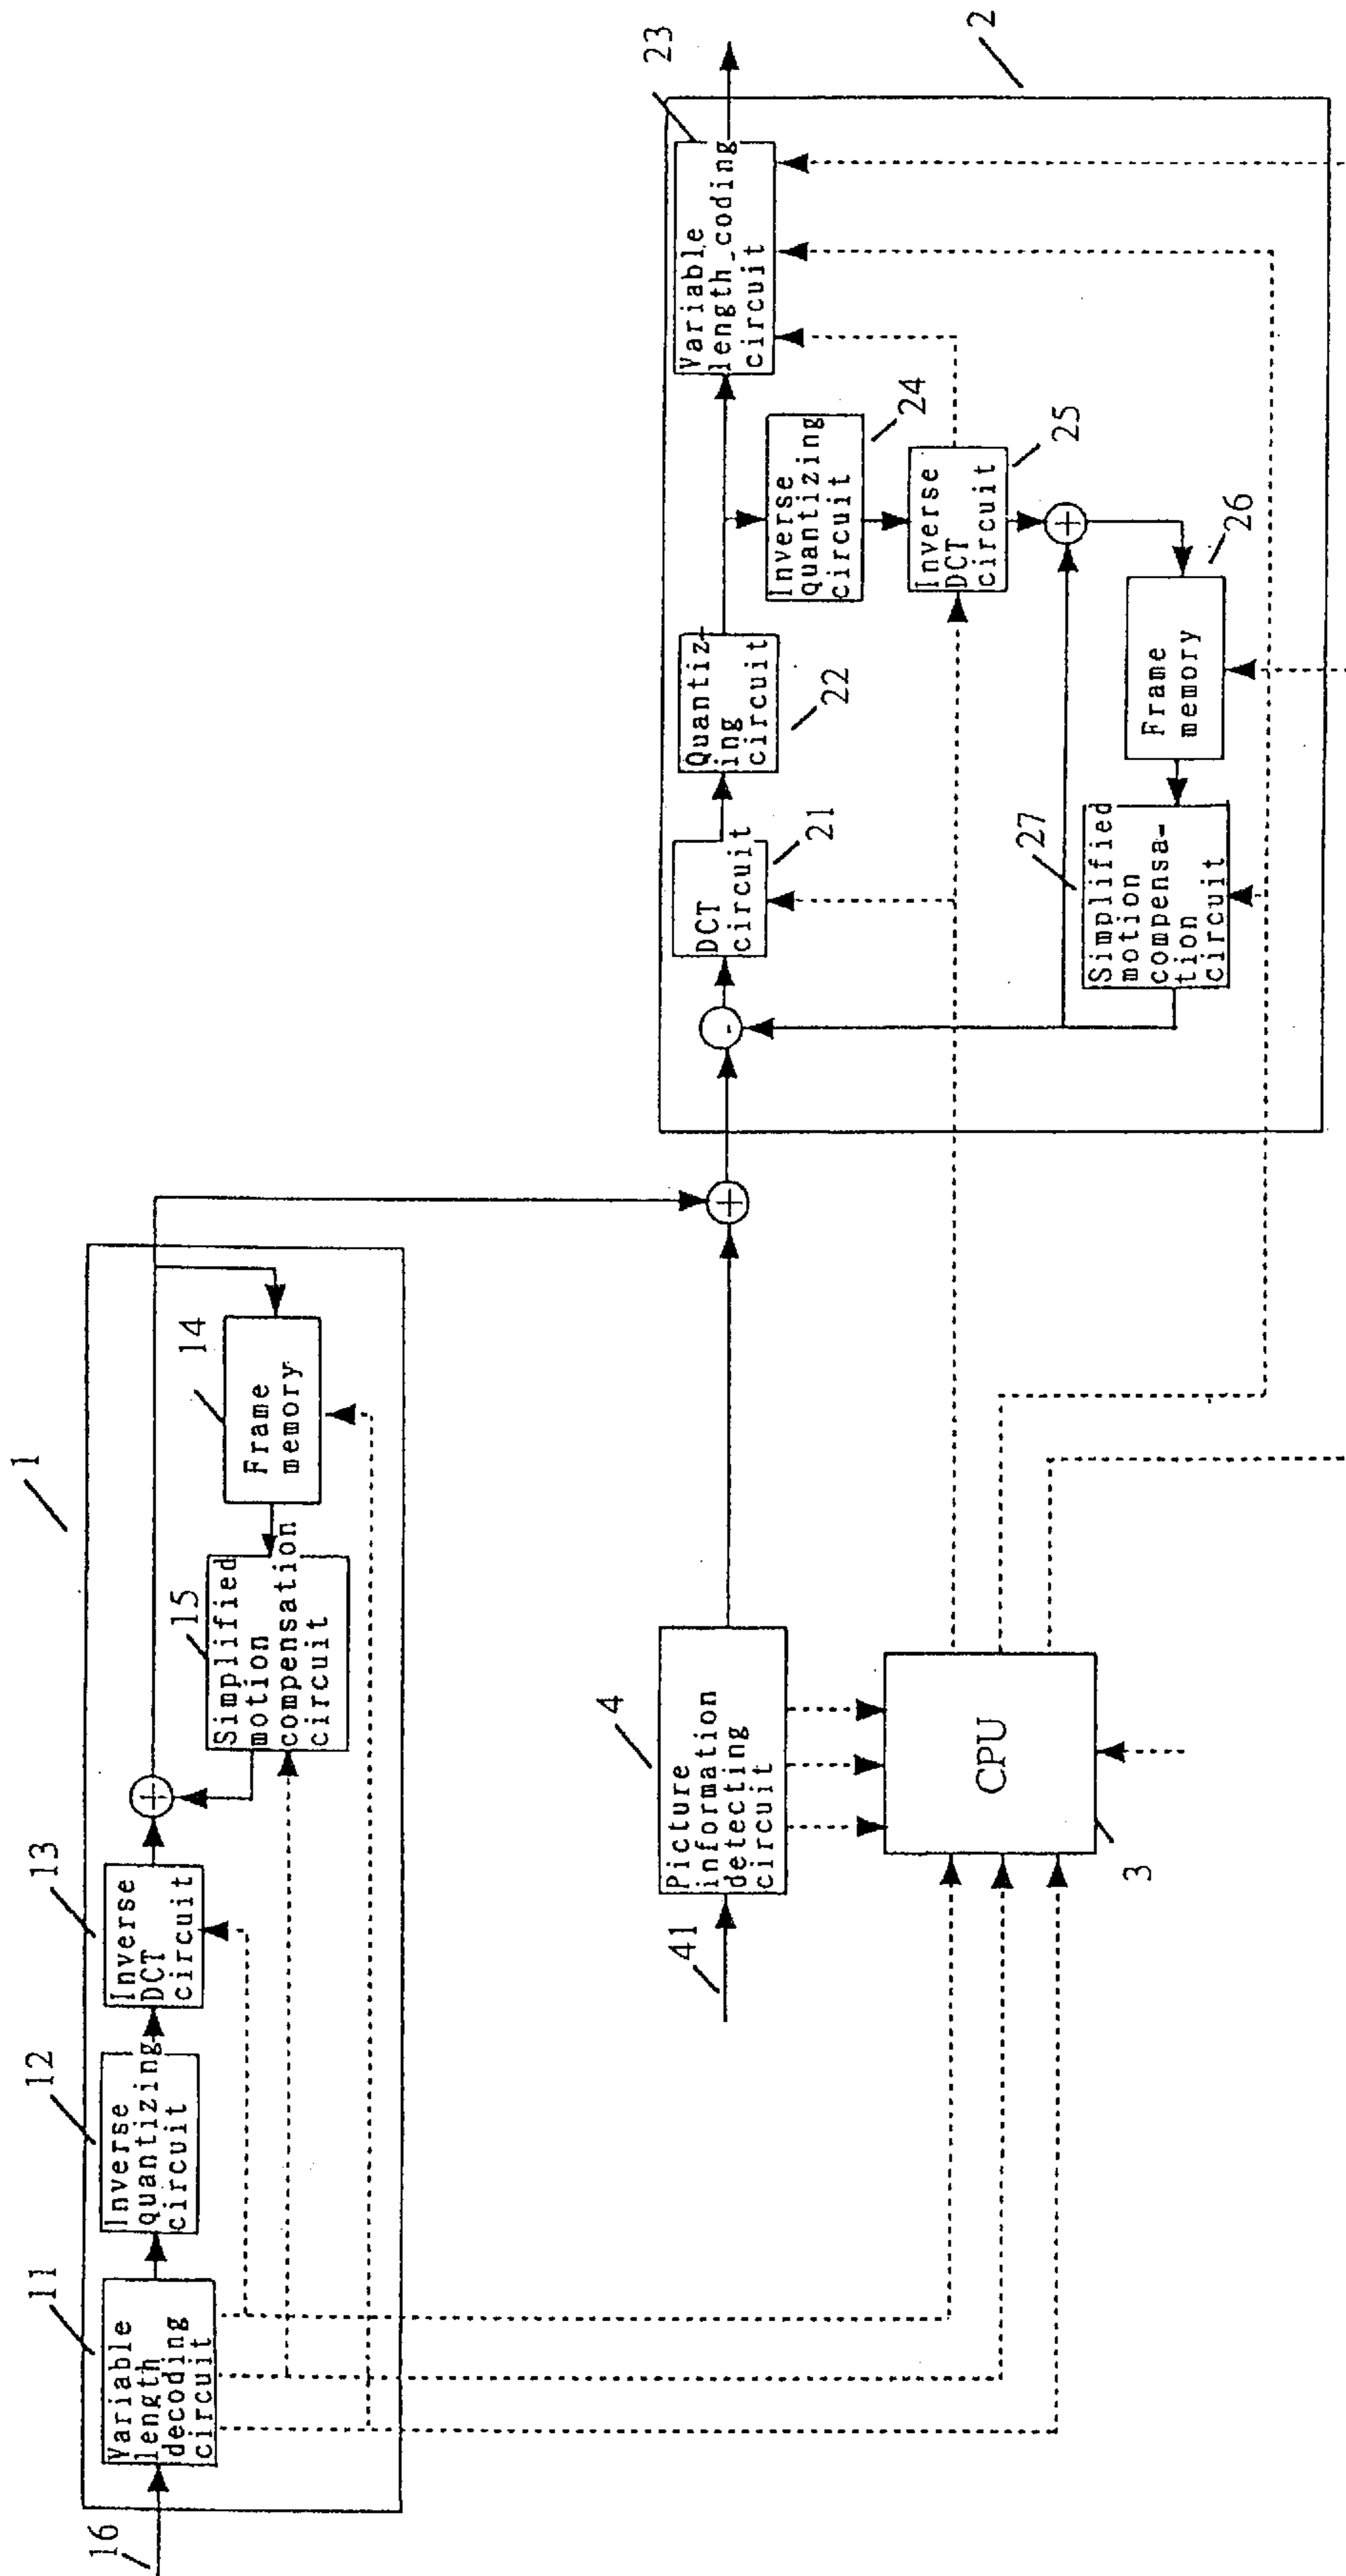 1
16
11
Variable
length
decoding
circuit
12
Inverse
quantizing
circuit
13
Inverse
DCT
circuit
15
Simplified
motion
compensation
circuit
14
Frame
memory
41
4
Picture
information
detecting
circuit
CPU
3
2
21
DCT
circuit
22
Quantiz-
ing
circuit
23
Variable
length coding
circuit
24
Inverse
quantizing
circuit
25
Inverse
DCT
circuit
26
Frame
memory
27
Simplified
motion
compensa-
tion
circuit